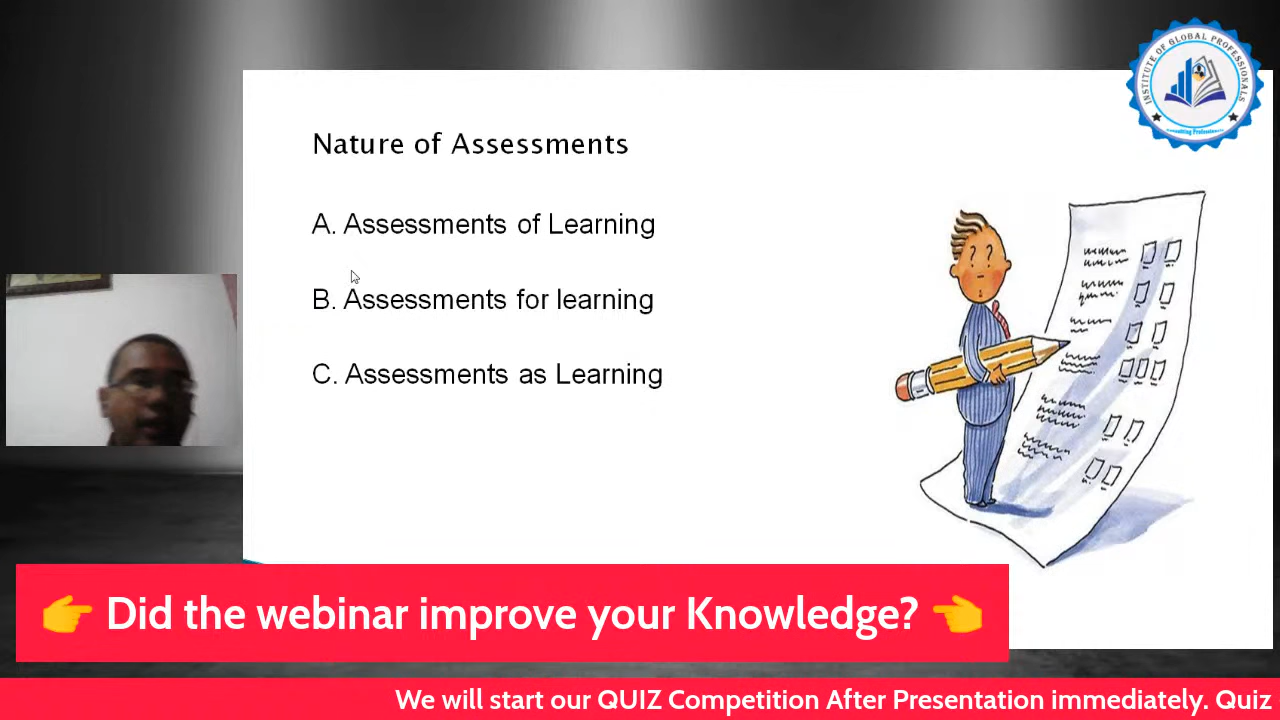 INSTITUTE OF GLOBAL PROFESSIONALS
Nature of Assessments
A. Assessments of Learning
B. Assessments for learning
C. Assessments as Learning
??
👉 Did the webinar improve your Knowledge? 👈
We will start our QUIZ Competition After Presentation immediately. Quiz